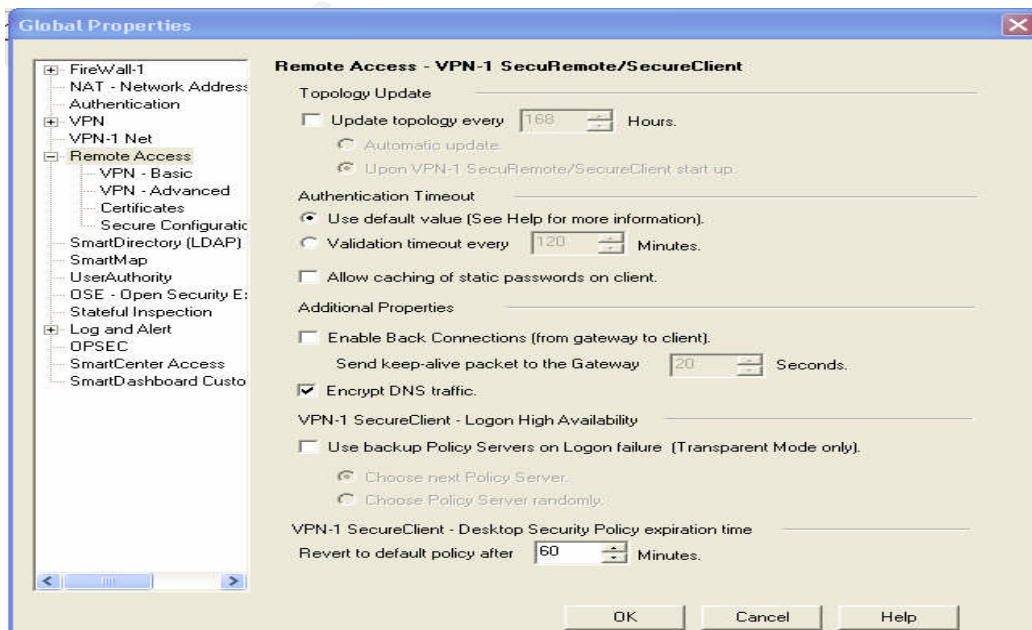 Global Properties
FireWall-1
NAT - Network Address
Authentication
VPN
VPN-1 Net
Remote Access
VPN - Basic
VPN - Advanced
Certificates
Secure Configuratic
SmartDirectory (LDAP)
SmartMap
UserAuthority
OSE - Open Security E:
Stateful Inspection
Log and Alert
OPSEC
SmartCenter Access
SmartDashboard Custo
Remote Access - VPN-1 SecuRemote/SecureClient
Topology Update
Update topology every 168 Hours.
Automatic update.
Upon VPN-1 SecuRemote/SecureClient start up.
Authentication Timeout
Use default value (See Help for more information).
Validation timeout every 120 Minutes.
Allow caching of static passwords on client.
Additional Properties
Enable Back Connections (from gateway to client).
Send keep-alive packet to the Gateway 20 Seconds.
Encrypt DNS traffic.
VPN-1 SecureClient - Logon High Availability
Use backup Policy Servers on Logon failure (Transparent Mode only).
Choose next Policy Server.
Choose Policy Server randomly.
VPN-1 SecureClient - Desktop Security Policy expiration time
Revert to default policy after 60 Minutes.
OK Cancel Help